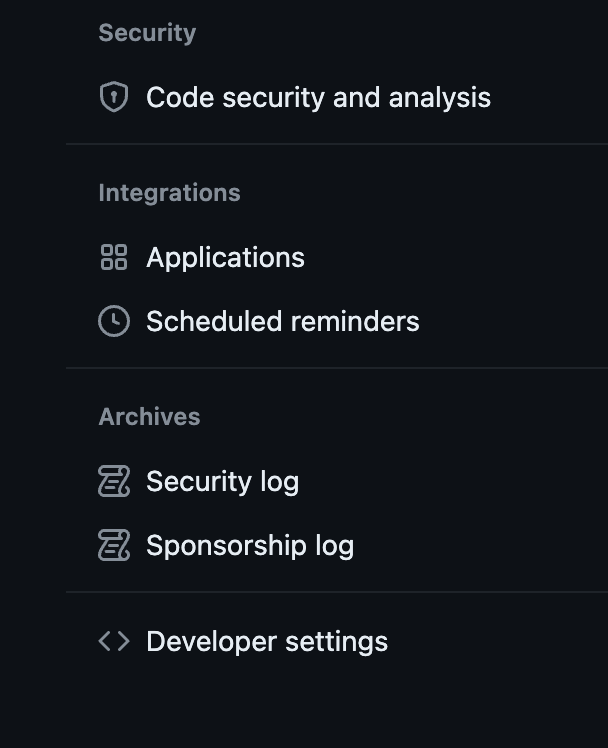 Security
Code security and analysis
Integrations
Applications
Scheduled reminders
Archives
Security log
Sponsorship log
Developer settings